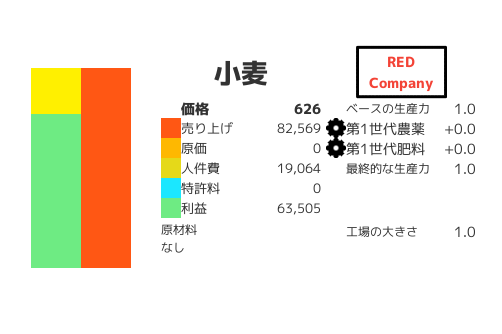 小麦
RED
Company
価格 626
売り上げ 82,569
原価 0
人件費 19,064
特許料 0
利益 63,505
原材料
なし
ベースの生産力 1.0
第1世代農薬 +0.0
第1世代肥料 +0.0
最終的な生産力 1.0
工場の大きさ 1.0